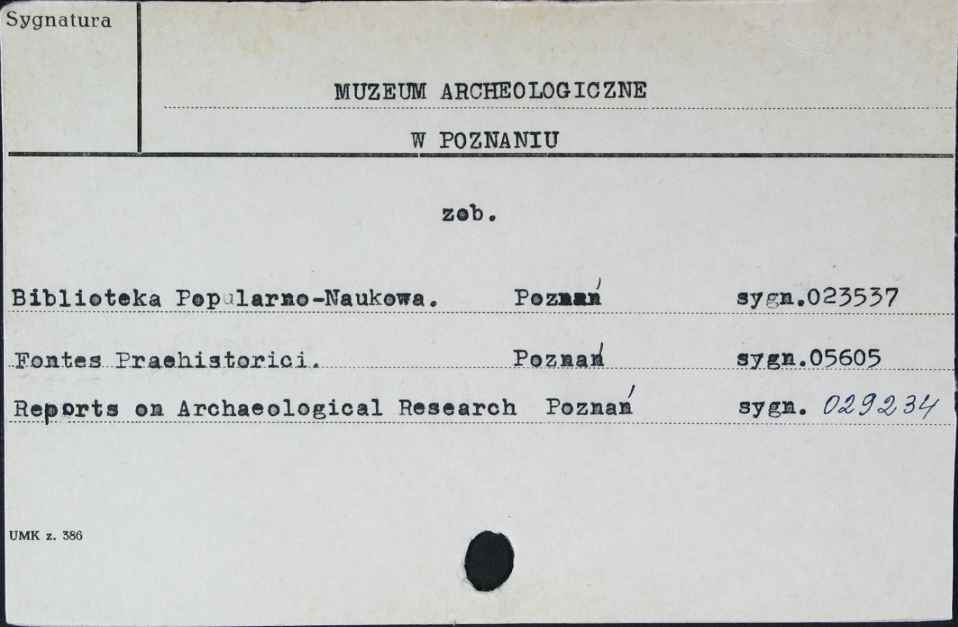 Sygnatura
MUZEUM ARCHEOLOGICZNE
W POZNANIU
zob.
Biblioteka Popularno-Naukowa. Poznań sygn.023537
Fontes Praehistorici. Poznań sygn.05605
Reports on Archaeological Research Poznań sygn. 029234
UMK z. 386